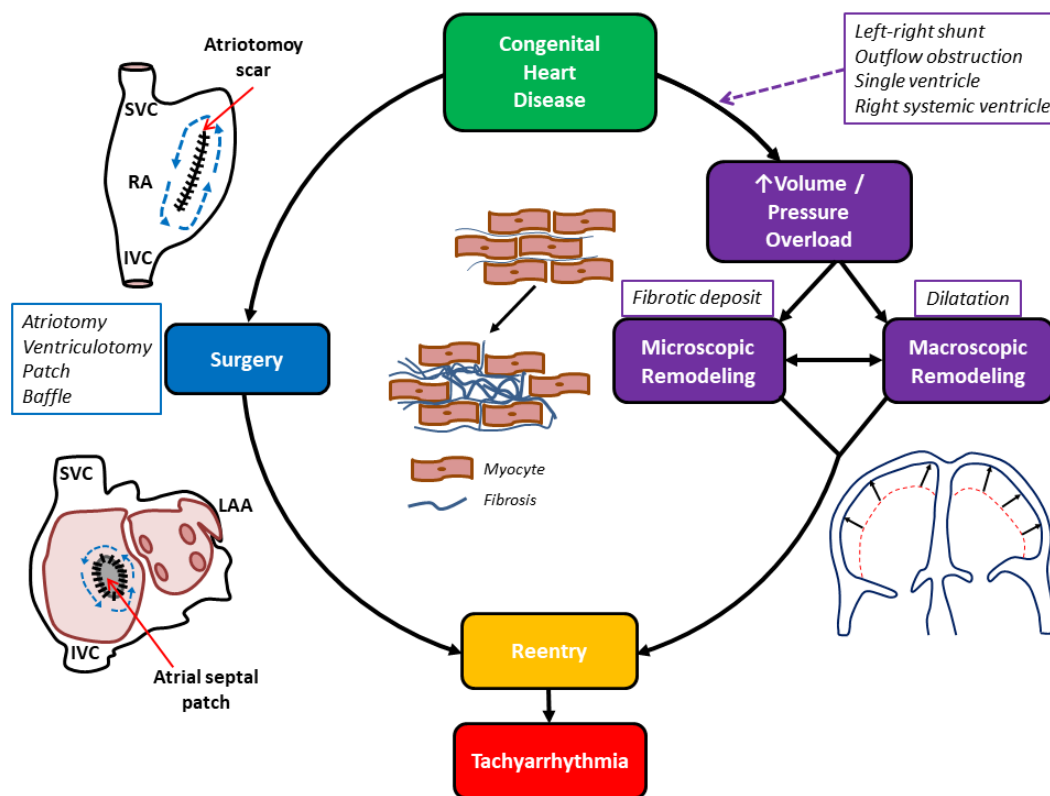 Atriotomoy
scar
SVC
RA
IVC
Congenital
Heart
Disease
Left-right shunt
Outflow obstruction
Single ventricle
Right systemic ventricle
↑Volume /
Pressure
Overload
Fibrotic deposit
Dilatation
Microscopic
Remodeling
Macroscopic
Remodeling
Atriotomy
Ventriculotomy
Patch
Baffle
Surgery
Myocyte
Fibrosis
SVC
LAA
IVC
Atrial septal
patch
Reentry
Tachyarrhythmia